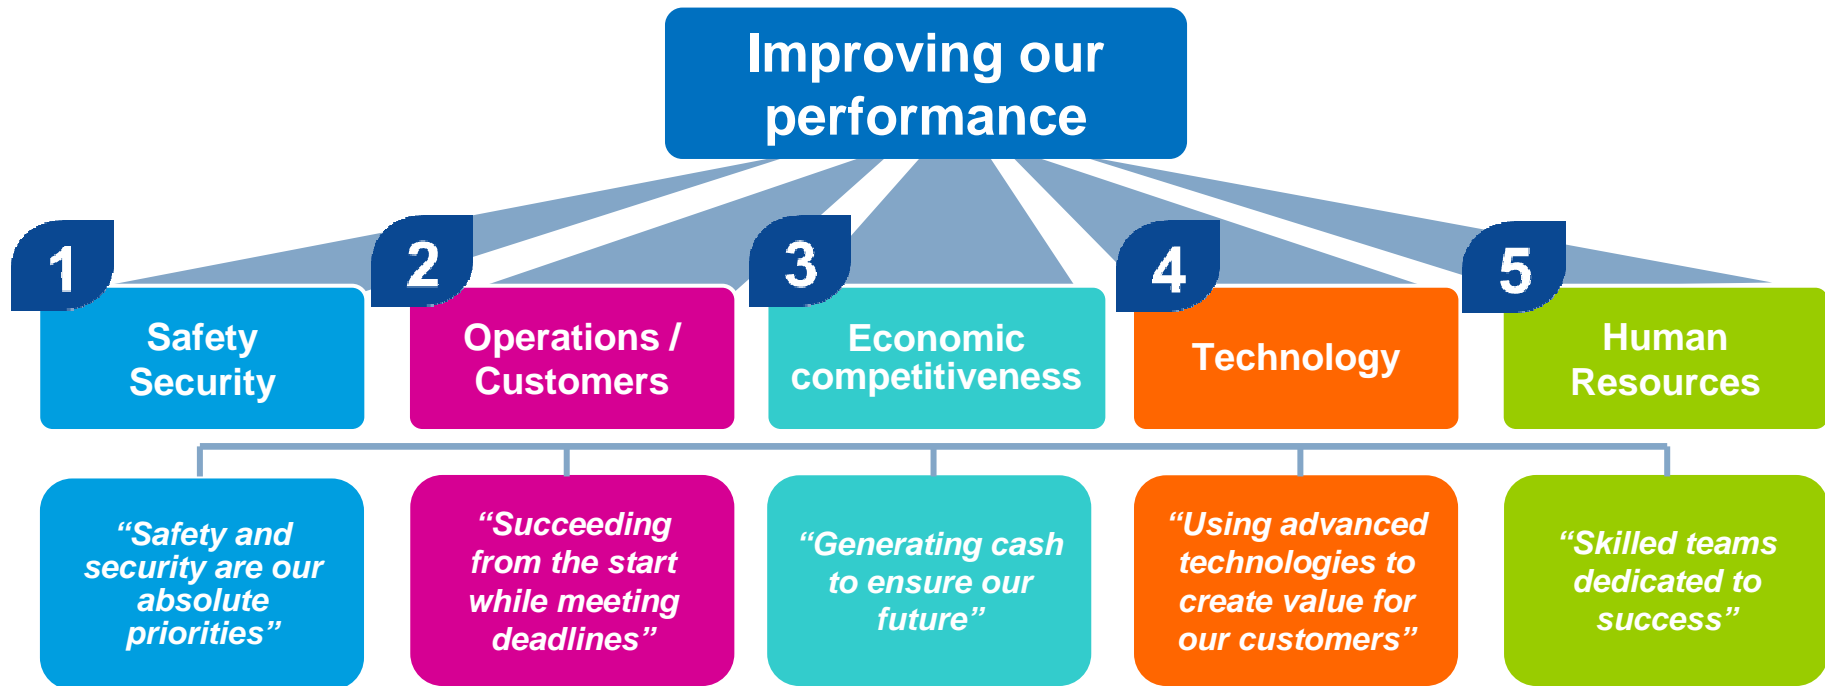 Improving our
performance
1
Safety
Security
2
Operations /
Customers
3
Economic
competitiveness
4
Technology
5
Human
Resources
“Safety and
security are our
absolute
priorities”
“Succeeding
from the start
while meeting
deadlines”
“Generating cash
to ensure our
future”
“Using advanced
technologies to
create value for
our customers”
“Skilled teams
dedicated to
success”